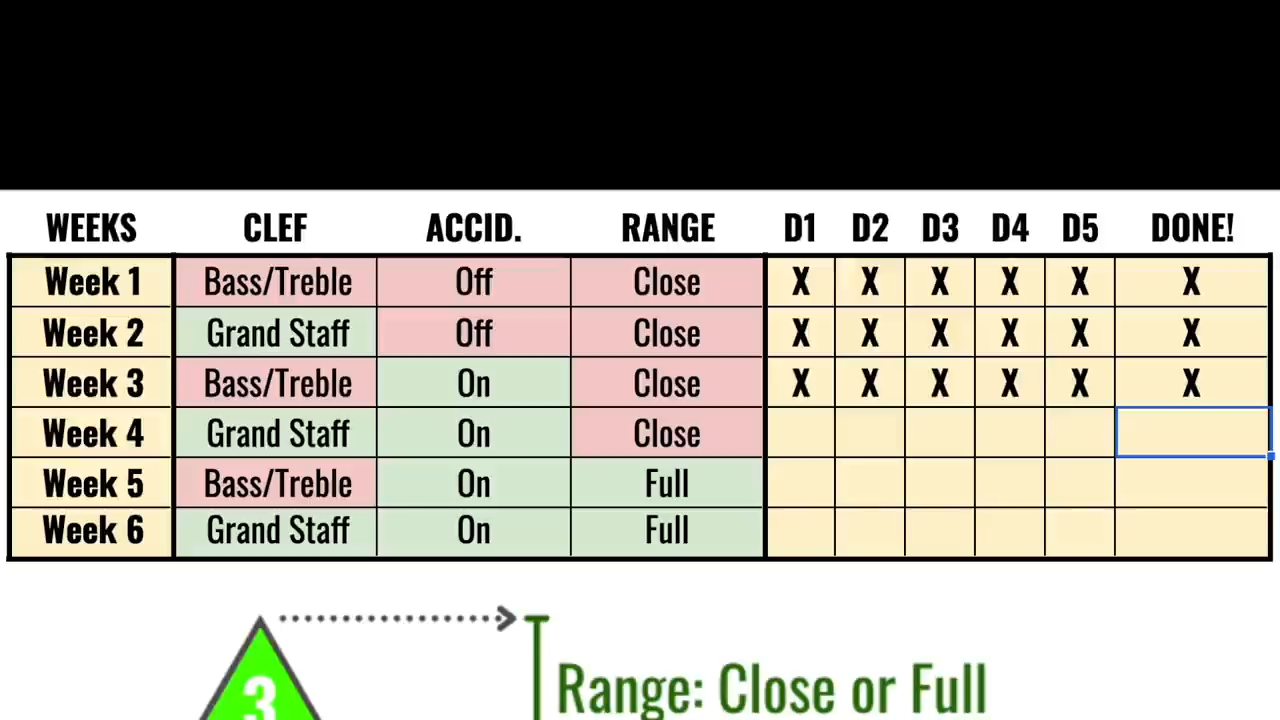 WEEKS CLEF ACCID. RANGE D1 D2 D3 D4 D5 DONE!
Week 1 Bass/Treble Off Close X X X X X X
Week 2 Grand Staff Off Close X X X X X X
Week 3 Bass/Treble On Close X X X X X X
Week 4 Grand Staff On Close
Week 5 Bass/Treble On Full
Week 6 Grand Staff On Full
3
Range: Close or Full